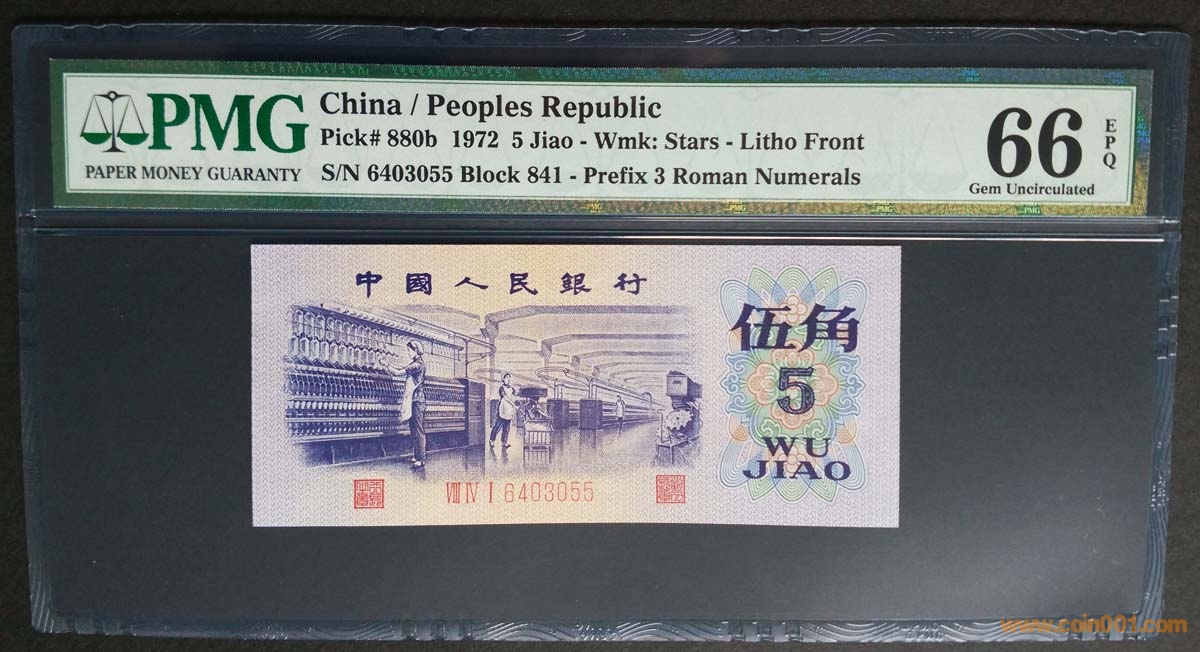 PMG
PAPER MONEY GUARANTY
China / Peoples Republic
Pick# 880b 1972 5 Jiao - Wmk: Stars - Litho Front
S/N 6403055 Block 841 - Prefix 3 Roman Numerals
66
EPQ
Gem Uncirculated
中國人民銀行
伍角
5
WU
JIAO
VIII IV I 6403055
www.coin001.com